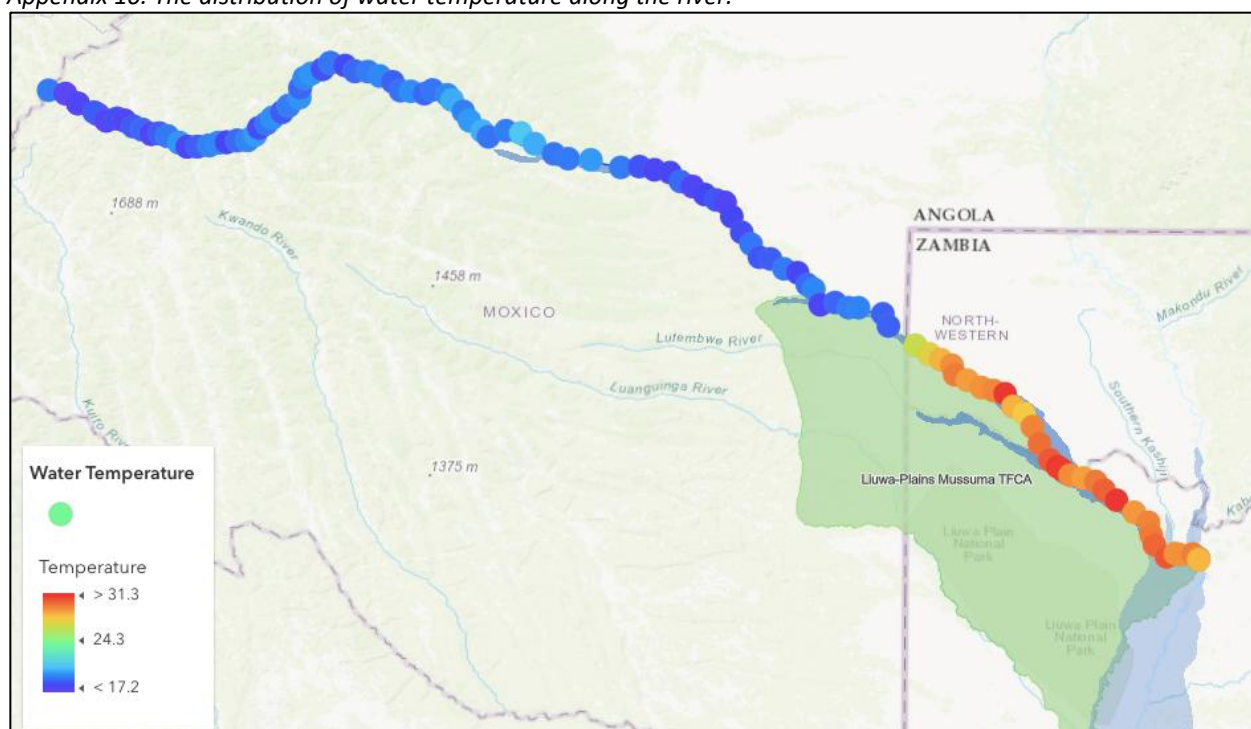 Appendix 10. The distribution of water temperature along the river.
1688 m
Kwando River
ANGOLA
ZAMBIA
1458 m
MOXICO
NORTH-
WESTERN
Makondu River
Lutembwe River
Luanguinga River
Southern Kashiji
1375 m
Liuwa-Plains Mussuma TFCA
Liuwa Plain
National
Park
Liuwa Plain
National
Park
Water Temperature
Temperature
> 31.3
24.3
< 17.2